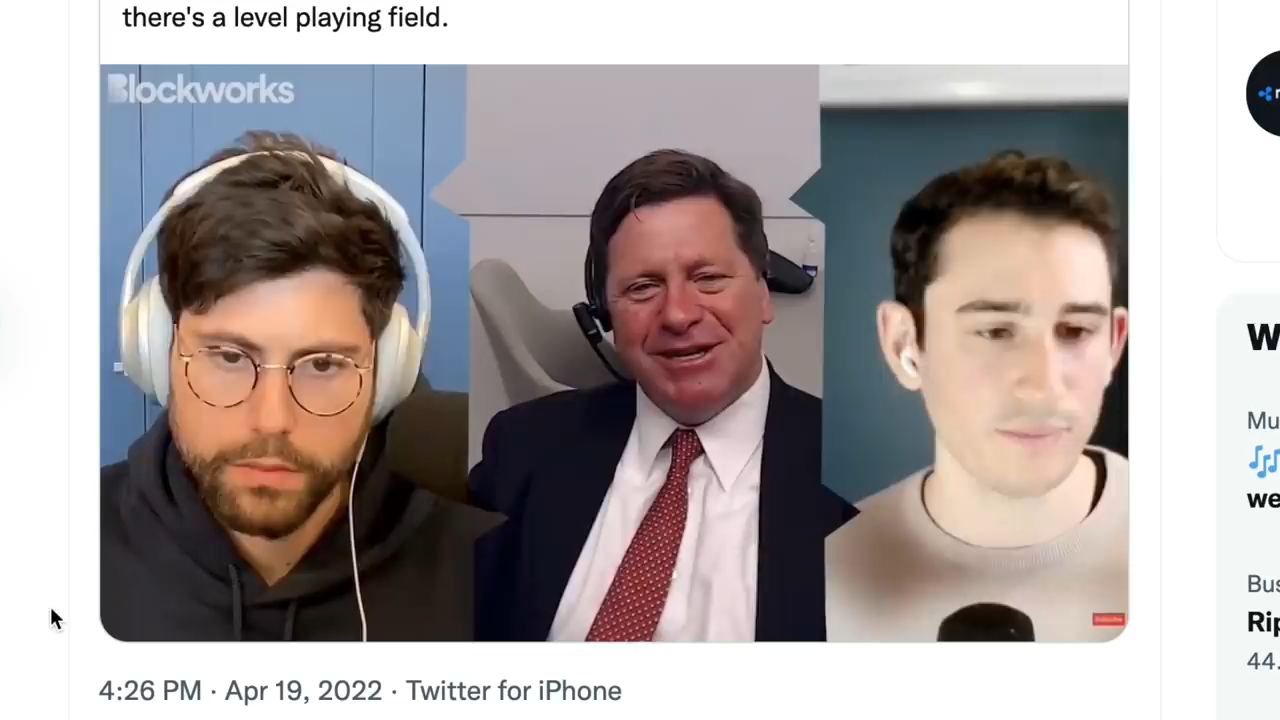 there's a level playing field.
Blockworks
4:26 PM · Apr 19, 2022 · Twitter for iPhone
W
Mu
we
Bus
Rip
44.
Subscribe